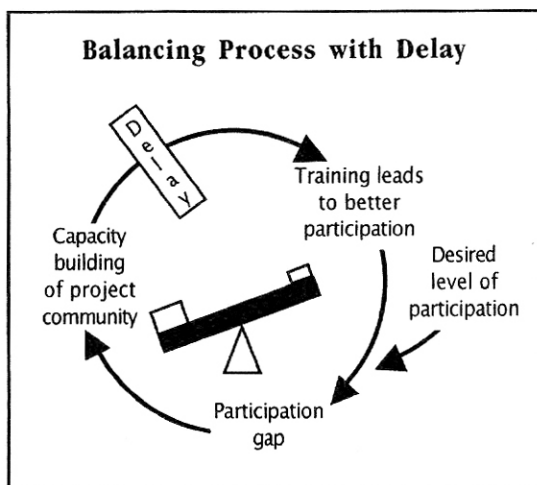 Balancing Process with Delay
Delay
Training leads
to better
participation
Capacity
building
of project
community
Desired
level of
participation
Participation
gap